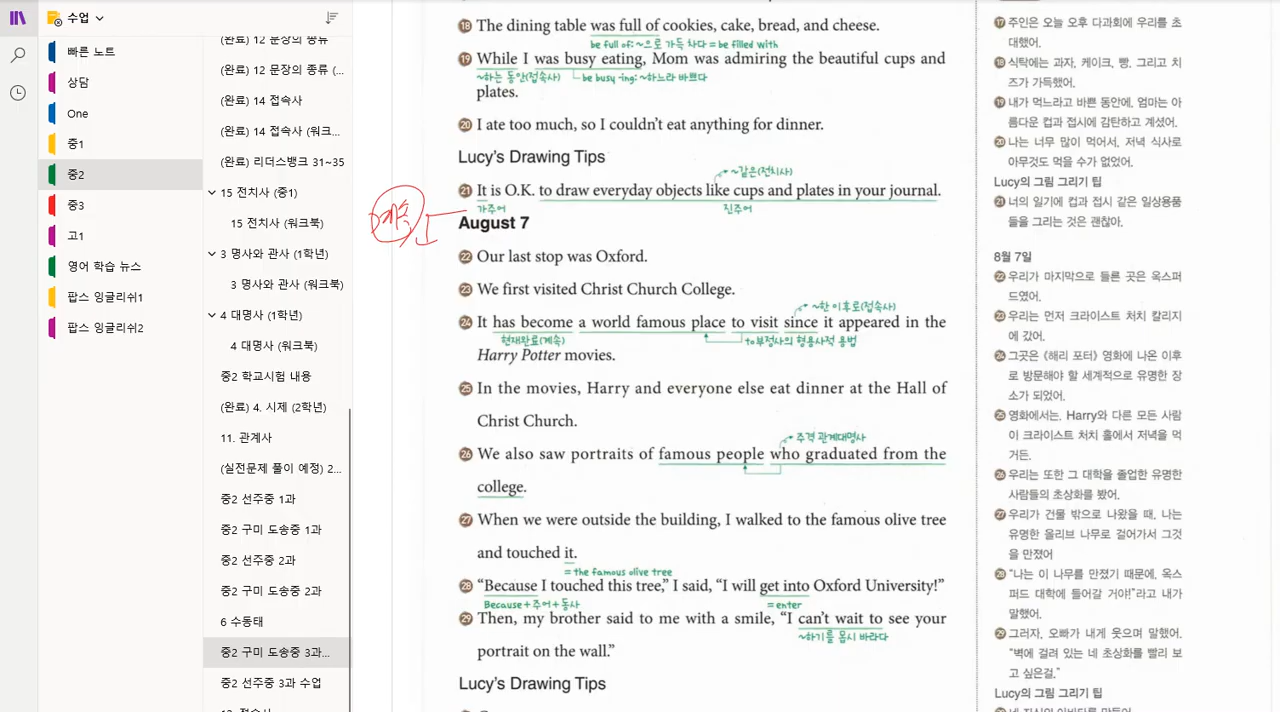 수업
빠른 노트
상담
One
중1
중2
중3
고1
영어 학습 뉴스
팝스 잉글리쉬1
팝스 잉글리쉬2
(완료) 12 문장의 종류
(완료) 12 문장의 종류 (...
(완료) 14 접속사
(완료) 14 접속사 (워크...
(완료) 리더스뱅크 31~35
15 전치사 (중1)
15 전치사 (워크북)
3 명사와 관사 (1학년)
3 명사와 관사 (워크북)
4 대명사 (1학년)
4 대명사 (워크북)
중2 학교시험 내용
(완료) 4. 시제 (2학년)
11. 관계사
(실전문제 풀이 예정) 2...
중2 선주중 1과
중2 구미 도송중 1과
중2 선주중 2과
중2 구미 도송중 2과
6 수동태
중2 구미 도송중 3과...
중2 선주중 3과 수업
⑱ The dining table was full of cookies, cake, bread, and cheese.
be full of: ~으로 가득 차다 = be filled with
⑲ While I was busy eating, Mom was admiring the beautiful cups and
~하는 동안(접속사) be busy -ing: ~하느라 바쁘다
plates.
⑳ I ate too much, so I couldn't eat anything for dinner.
Lucy's Drawing Tips
~같은(전치사)
㉑ It is O.K. to draw everyday objects like cups and plates in your journal.
가주어 진주어
계속
August 7
㉒ Our last stop was Oxford.
㉓ We first visited Christ Church College.
~한 이후로(접속사)
㉔ It has become a world famous place to visit since it appeared in the
현재완료(계속) to부정사의 형용사적 용법
Harry Potter movies.
㉕ In the movies, Harry and everyone else eat dinner at the Hall of
Christ Church.
주격 관계대명사
㉖ We also saw portraits of famous people who graduated from the
college.
㉗ When we were outside the building, I walked to the famous olive tree
and touched it.
= the famous olive tree
㉘ “Because I touched this tree,” I said, “I will get into Oxford University!”
Because+주어+동사 = enter
㉙ Then, my brother said to me with a smile, “I can't wait to see your
~하기를 몹시 바라다
portrait on the wall.”
Lucy's Drawing Tips
⑰ 주인은 오늘 오후 다과회에 우리를 초
대했어.
⑱ 식탁에는 과자, 케이크, 빵, 그리고 치
즈가 가득했어.
⑲ 내가 먹느라고 바쁜 동안에, 엄마는 아
름다운 컵과 접시에 감탄하고 계셨어.
⑳ 나는 너무 많이 먹어서, 저녁 식사로
아무것도 먹을 수가 없었어.
Lucy의 그림 그리기 팁
㉑ 너의 일기에 컵과 접시 같은 일상용품
들을 그리는 것은 괜찮아.
8월 7일
㉒ 우리가 마지막으로 들른 곳은 옥스퍼
드였어.
㉓ 우리는 먼저 크라이스트 처치 칼리지
에 갔어.
㉔ 그곳은 《해리 포터》 영화에 나온 이후
로 방문해야 할 세계적으로 유명한 장
소가 되었어.
㉕ 영화에서는, Harry와 다른 모든 사람
이 크라이스트 처치 홀에서 저녁을 먹
거든.
㉖ 우리는 또한 그 대학을 졸업한 유명한
사람들의 초상화를 봤어.
㉗ 우리가 건물 밖으로 나왔을 때, 나는
유명한 올리브 나무로 걸어가서 그것
을 만졌어
㉘ “나는 이 나무를 만졌기 때문에, 옥스
퍼드 대학에 들어갈 거야!”라고 내가
말했어.
㉙ 그러자, 오빠가 내게 웃으며 말했어.
“벽에 걸려 있는 네 초상화를 빨리 보
고 싶은걸.”
Lucy의 그림 그리기 팁